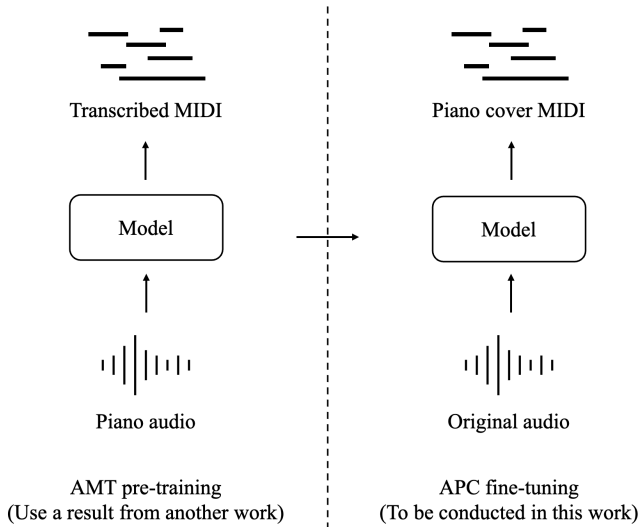 Transcribed MIDI
Model
Piano audio
AMT pre-training
(Use a result from another work)
Piano cover MIDI
Model
Original audio
APC fine-tuning
(To be conducted in this work)